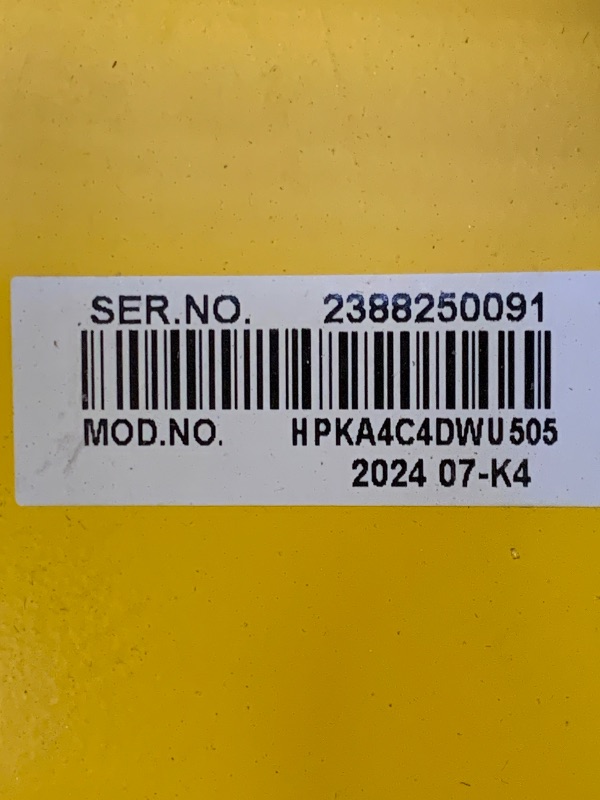 SER.NO. 2388250091
MOD.NO. HPKA4C4DWU505
2024 07-K4